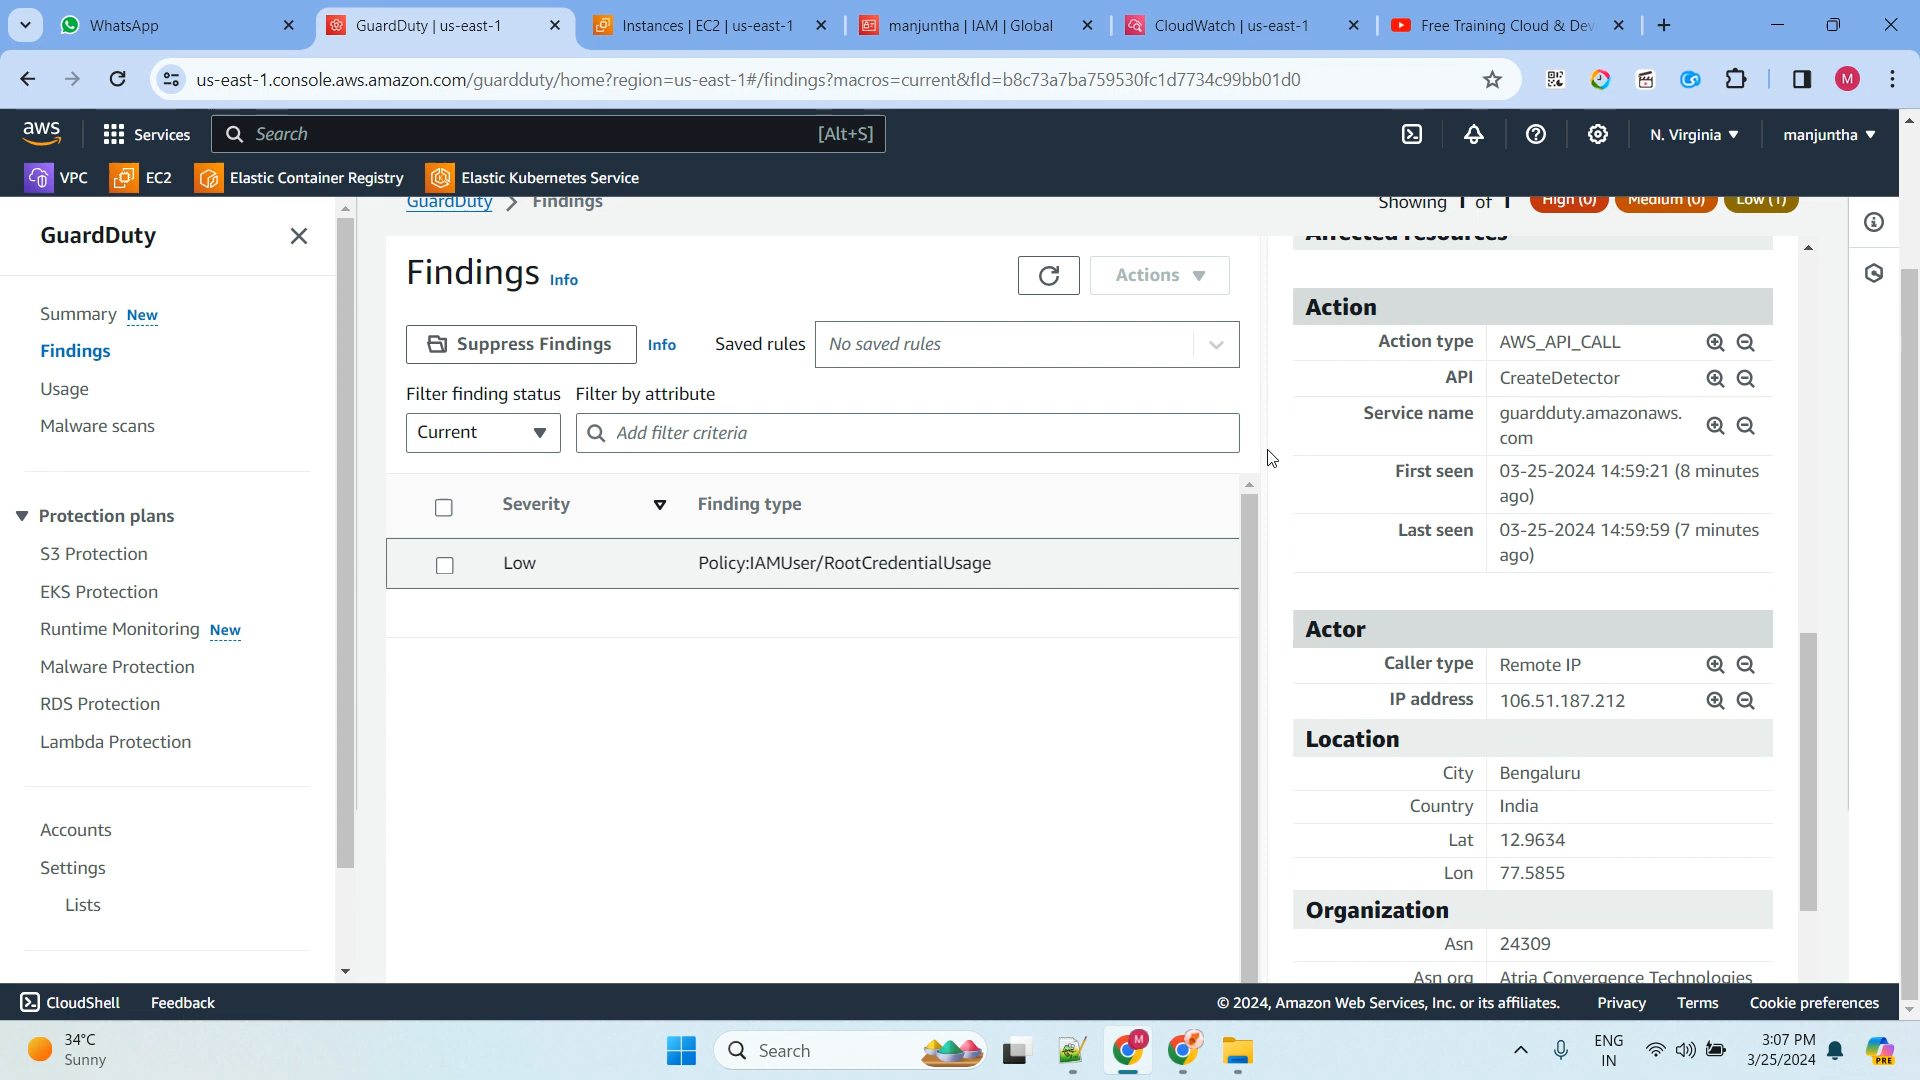 WhatsApp
GuardDuty | us-east-1
Instances | EC2 | us-east-1
manjuntha | IAM | Global
CloudWatch | us-east-1
Free Training Cloud & Dev
us-east-1.console.aws.amazon.com/guardduty/home?region=us-east-1#/findings?macros=current&fId=b8c73a7ba759530fc1d7734c99bb01d0
M
aws
Services
Search
[Alt+S]
N. Virginia
manjuntha
VPC
EC2
Elastic Container Registry
Elastic Kubernetes Service
GuardDuty
Summary New
Findings
Usage
Malware scans
Protection plans
S3 Protection
EKS Protection
Runtime Monitoring New
Malware Protection
RDS Protection
Lambda Protection
Accounts
Settings
Lists
GuardDuty > Findings
Showing 1 of 1
High (0)
Medium (0)
Low (1)
Findings Info
Actions
Suppress Findings
Info
Saved rules
No saved rules
Filter finding status
Filter by attribute
Current
Add filter criteria
Severity
Finding type
Low
Policy:IAMUser/RootCredentialUsage
Affected resources
Action
Action type AWS_API_CALL
API CreateDetector
Service name guardduty.amazonaws.
com
First seen 03-25-2024 14:59:21 (8 minutes
ago)
Last seen 03-25-2024 14:59:59 (7 minutes
ago)
Actor
Caller type Remote IP
IP address 106.51.187.212
Location
City Bengaluru
Country India
Lat 12.9634
Lon 77.5855
Organization
Asn 24309
Asn org Atria Convergence Technologies
CloudShell
Feedback
© 2024, Amazon Web Services, Inc. or its affiliates.
Privacy
Terms
Cookie preferences
34°C
Sunny
Search
M
ENG
IN
3:07 PM
3/25/2024
PRE